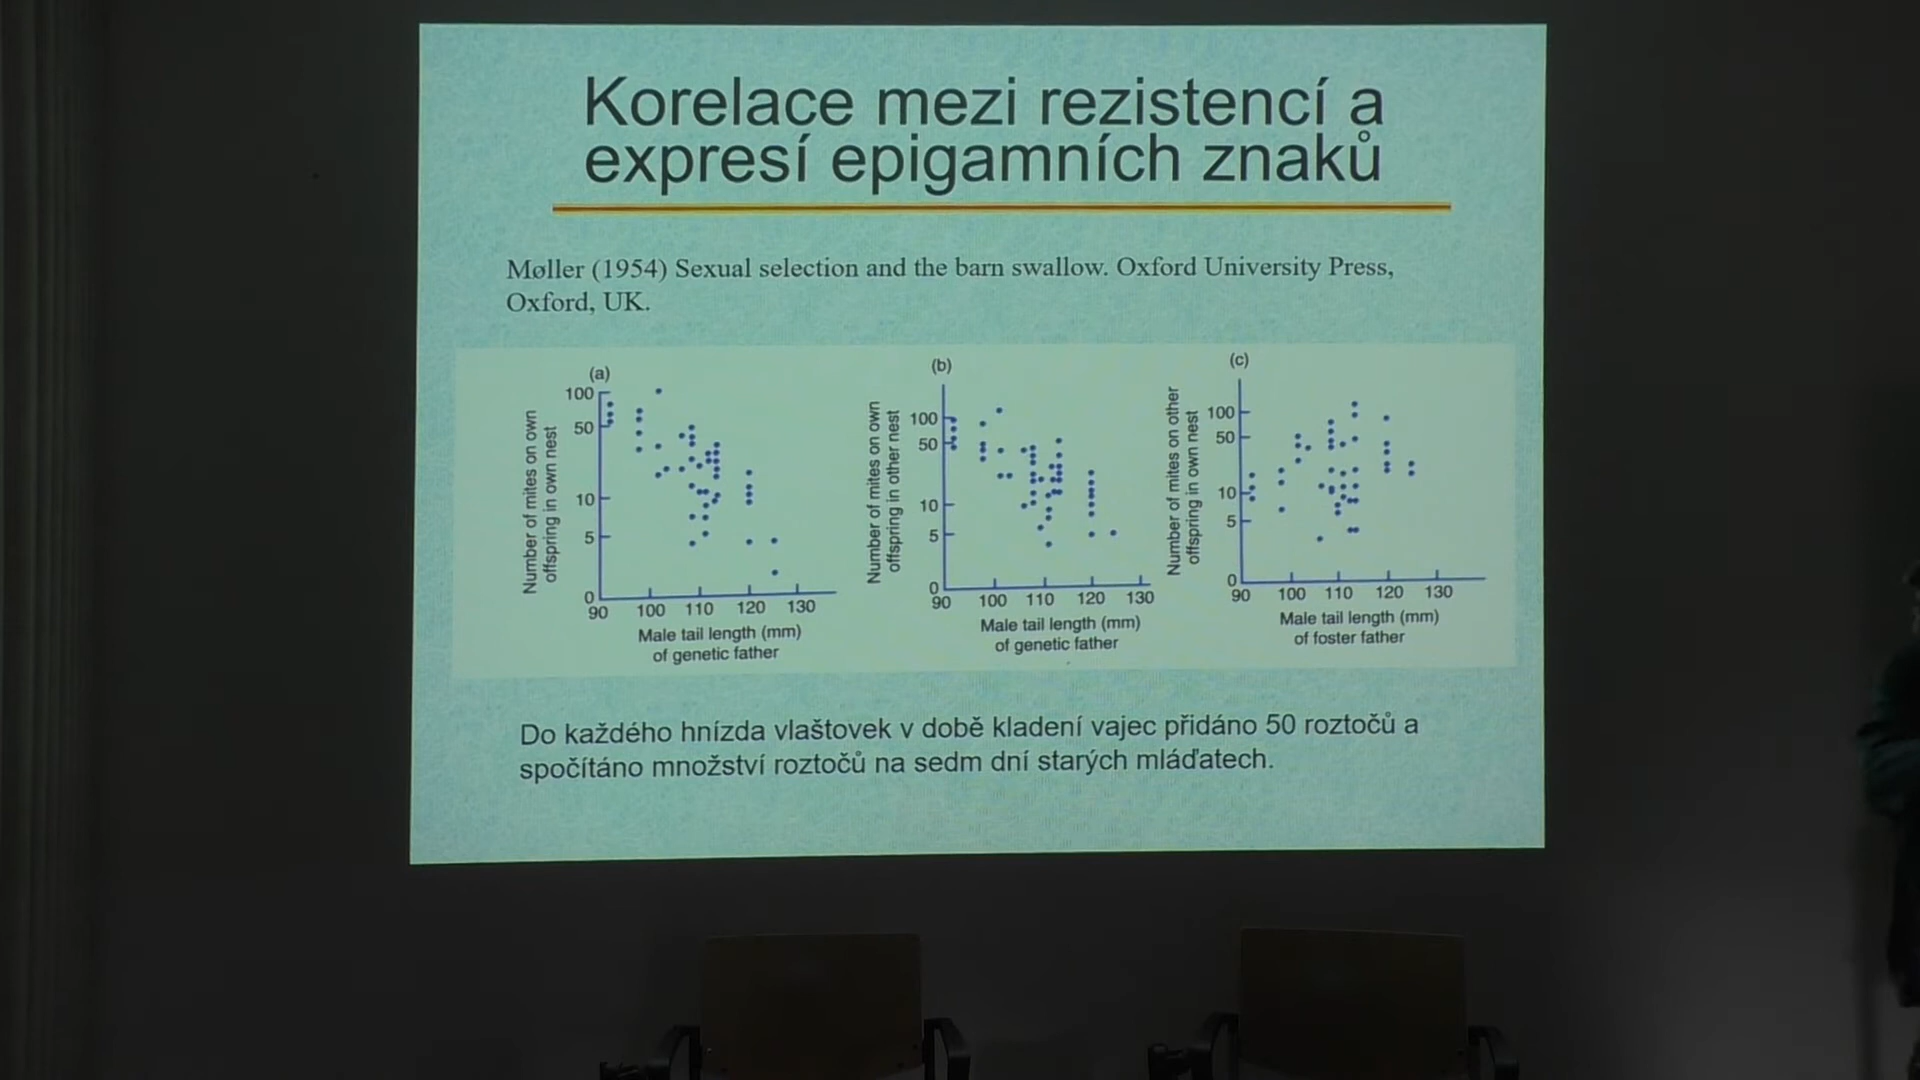 Korelace mezi rezistencí a
expresí epigamních znaků
Møller (1954) Sexual selection and the barn swallow. Oxford University Press,
Oxford, UK.
(a)
Number of mites on own
offspring in own nest
100
50
10
5
0
90 100 110 120 130
Male tail length (mm)
of genetic father
(b)
Number of mites on own
offspring in other nest
100
50
10
5
0
90 100 110 120 130
Male tail length (mm)
of genetic father
(c)
Number of mites on other
offspring in own nest
100
50
10
5
0
90 100 110 120 130
Male tail length (mm)
of foster father
Do každého hnízda vlaštovek v době kladení vajec přidáno 50 roztočů a
spočítáno množství roztočů na sedm dní starých mláďatech.